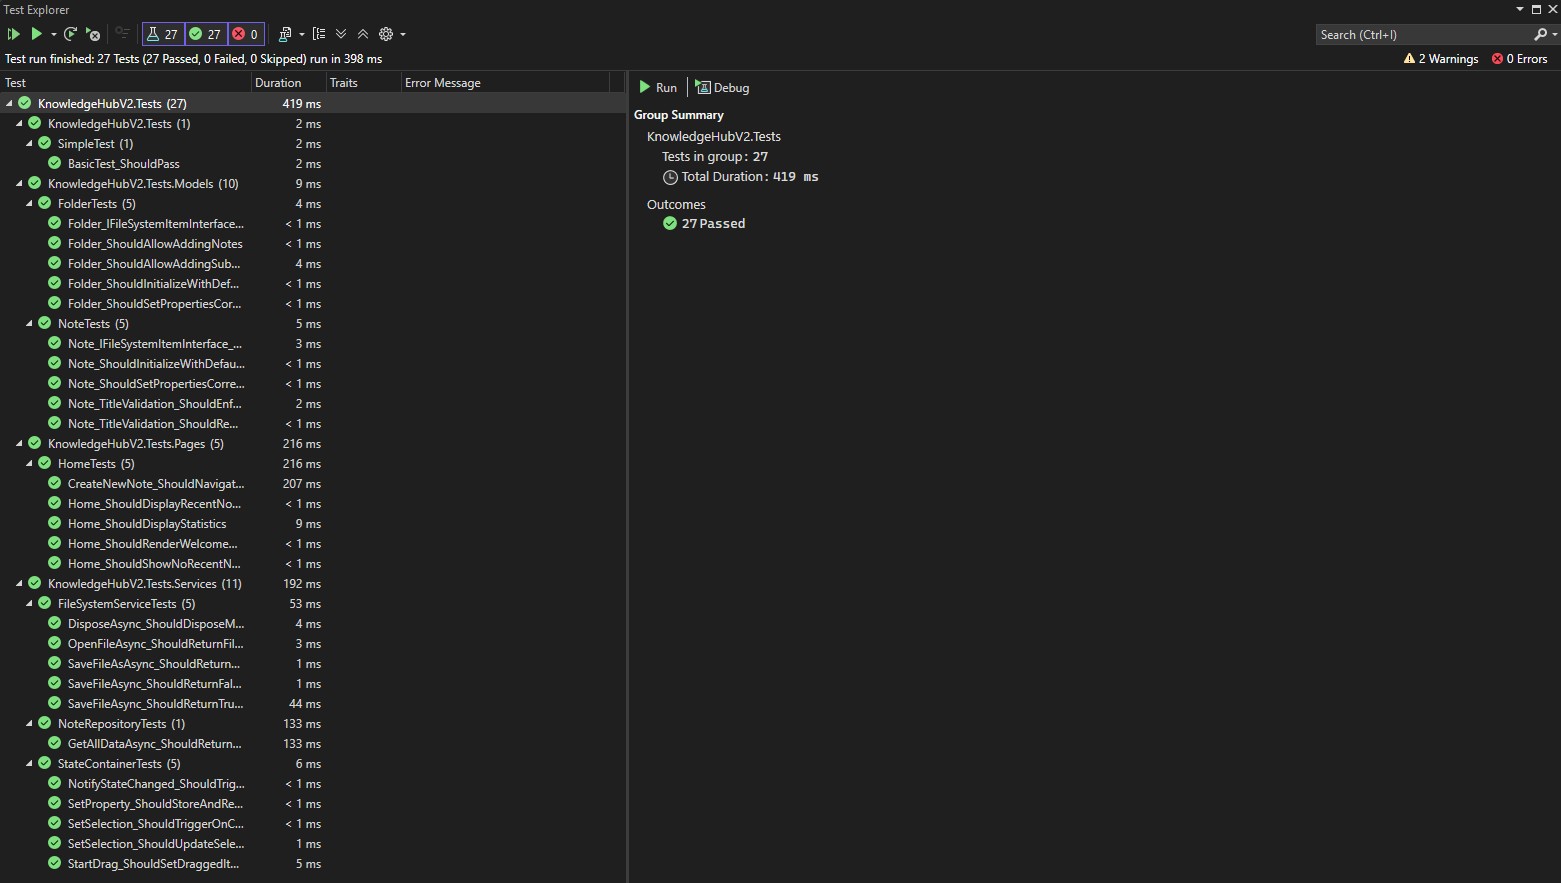 Test Explorer
27 27 0
Search (Ctrl+I)
Test run finished: 27 Tests (27 Passed, 0 Failed, 0 Skipped) run in 398 ms
2 Warnings 0 Errors
Test Duration Traits Error Message
KnowledgeHubV2.Tests (27) 419 ms
KnowledgeHubV2.Tests (1) 2 ms
SimpleTest (1) 2 ms
BasicTest_ShouldPass 2 ms
KnowledgeHubV2.Tests.Models (10) 9 ms
FolderTests (5) 4 ms
Folder_IFileSystemItemInterface... < 1 ms
Folder_ShouldAllowAddingNotes < 1 ms
Folder_ShouldAllowAddingSub... 4 ms
Folder_ShouldInitializeWithDef... < 1 ms
Folder_ShouldSetPropertiesCor... < 1 ms
NoteTests (5) 5 ms
Note_IFileSystemItemInterface_... 3 ms
Note_ShouldInitializeWithDefau... < 1 ms
Note_ShouldSetPropertiesCorre... < 1 ms
Note_TitleValidation_ShouldEnf... 2 ms
Note_TitleValidation_ShouldRe... < 1 ms
KnowledgeHubV2.Tests.Pages (5) 216 ms
HomeTests (5) 216 ms
CreateNewNote_ShouldNavigat... 207 ms
Home_ShouldDisplayRecentNo... < 1 ms
Home_ShouldDisplayStatistics 9 ms
Home_ShouldRenderWelcome... < 1 ms
Home_ShouldShowNoRecentN... < 1 ms
KnowledgeHubV2.Tests.Services (11) 192 ms
FileSystemServiceTests (5) 53 ms
DisposeAsync_ShouldDisposeM... 4 ms
OpenFileAsync_ShouldReturnFil... 3 ms
SaveFileAsAsync_ShouldReturn... 1 ms
SaveFileAsync_ShouldReturnFal... 1 ms
SaveFileAsync_ShouldReturnTru... 44 ms
NoteRepositoryTests (1) 133 ms
GetAllDataAsync_ShouldReturn... 133 ms
StateContainerTests (5) 6 ms
NotifyStateChanged_ShouldTrig... < 1 ms
SetProperty_ShouldStoreAndRe... < 1 ms
SetSelection_ShouldTriggerOnC... < 1 ms
SetSelection_ShouldUpdateSele... 1 ms
StartDrag_ShouldSetDraggedIt... 5 ms
Run Debug
Group Summary
KnowledgeHubV2.Tests
Tests in group: 27
Total Duration: 419 ms
Outcomes
27 Passed